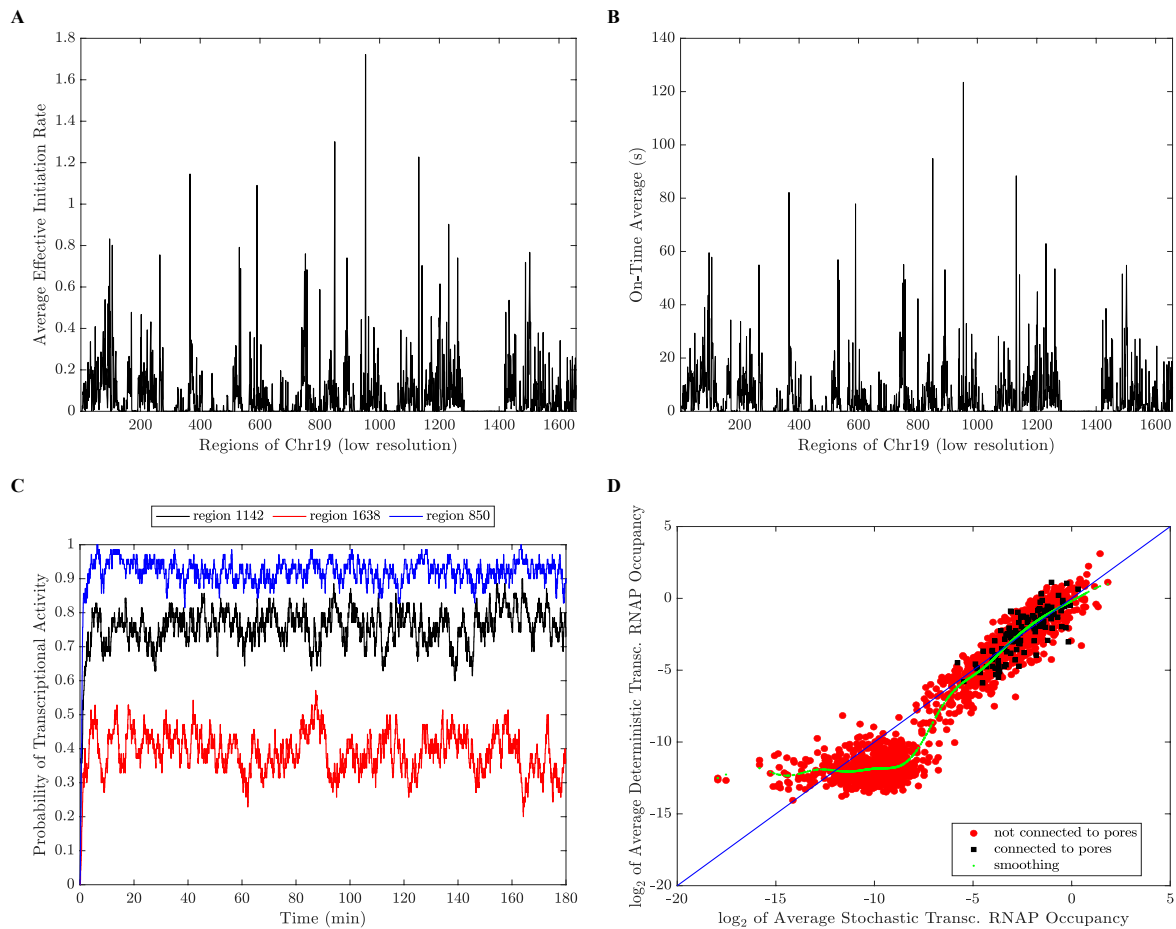 A
Average Effective Initiation Rate
1.8
1.6
1.4
1.2
1
0.8
0.6
0.4
0.2
0
200 400 600 800 1000 1200 1400 1600
Regions of Chr19 (low resolution)
B
On-Time Average (s)
140
120
100
80
60
40
20
0
200 400 600 800 1000 1200 1400 1600
Regions of Chr19 (low resolution)
C
region 1142 region 1638 region 850
Probability of Transcriptional Activity
1
0.9
0.8
0.7
0.6
0.5
0.4
0.3
0.2
0.1
0
0 20 40 60 80 100 120 140 160 180
Time (min)
D
log₂ of Average Deterministic Transc. RNAP Occupancy
5
0
-5
-10
-15
-20
not connected to pores
connected to pores
smoothing
-20 -15 -10 -5 0 5
log₂ of Average Stochastic Transc. RNAP Occupancy